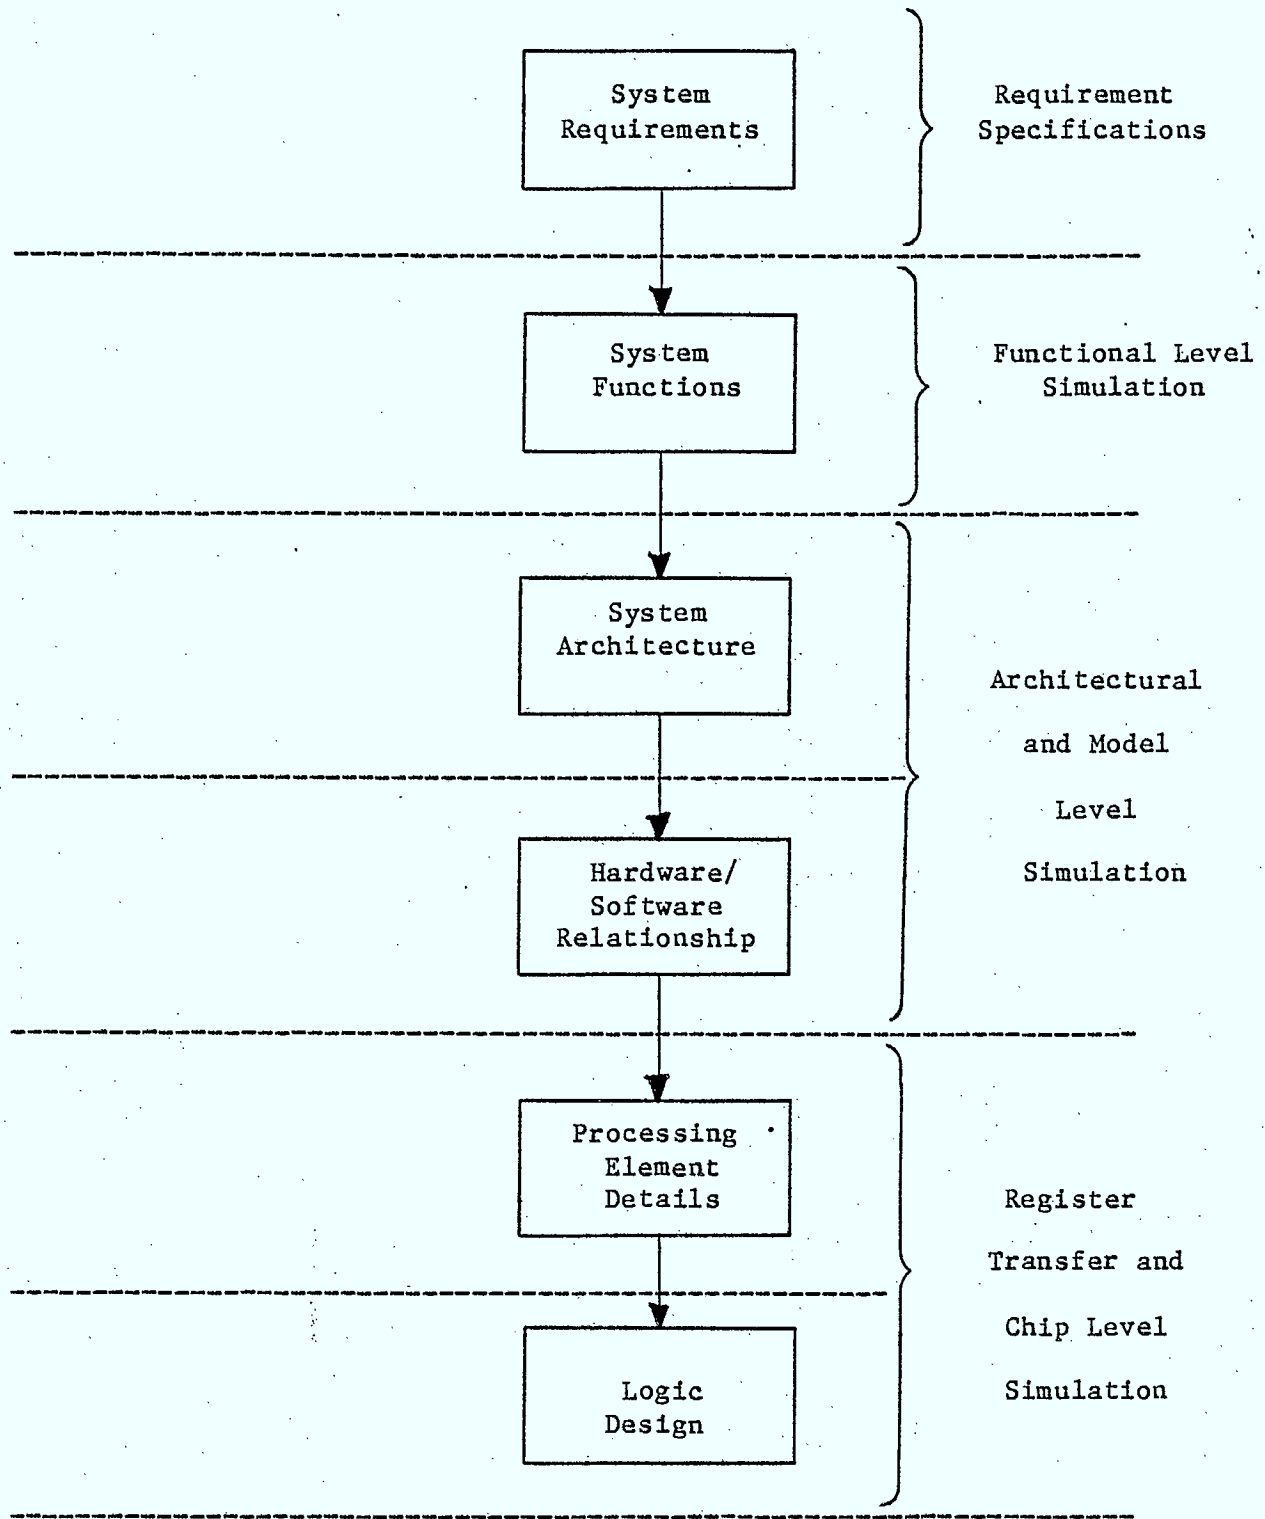 System
Requirements
Requirement
Specifications
System
Functions
Functional Level
Simulation
System
Architecture
Architectural
and Model
Level
Simulation
Hardware/
Software
Relationship
Processing
Element
Details
Register
Transfer and
Chip Level
Simulation
Logic
Design